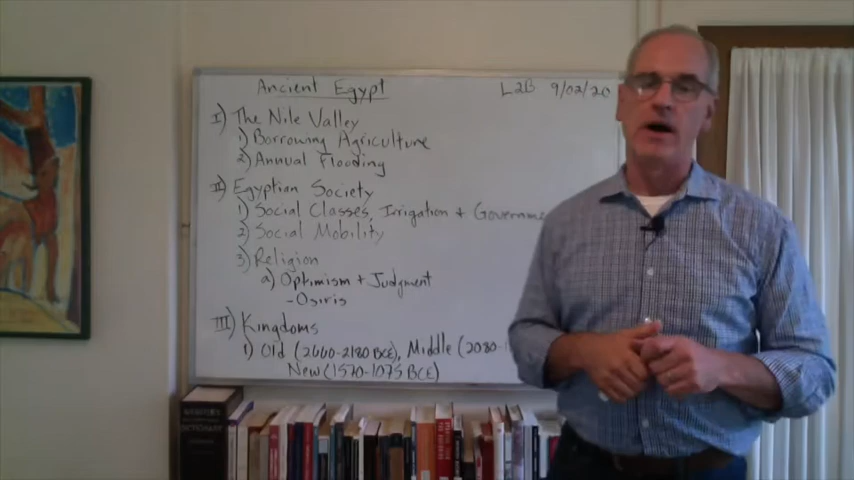 Ancient Egypt
L2B 9/02/20
I) The Nile Valley
1) Borrowing Agriculture
2) Annual Flooding
II) Egyptian Society
1) Social Classes, Irrigation + Governme
2) Social Mobility
3) Religion
a) Optimism + Judgment
- Osiris
III) Kingdoms
1) Old (2660-2180 BCE), Middle (2080-
New (1570-1075 BCE)
DICTIONARY